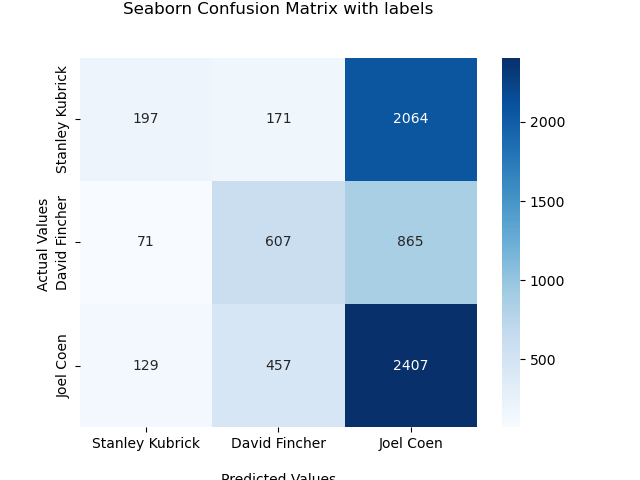 Seaborn Confusion Matrix with labels
Actual Values
Stanley Kubrick
197 171 2064
David Fincher
71 607 865
Joel Coen
129 457 2407
Stanley Kubrick David Fincher Joel Coen
Predicted Values
2000
1500
1000
500